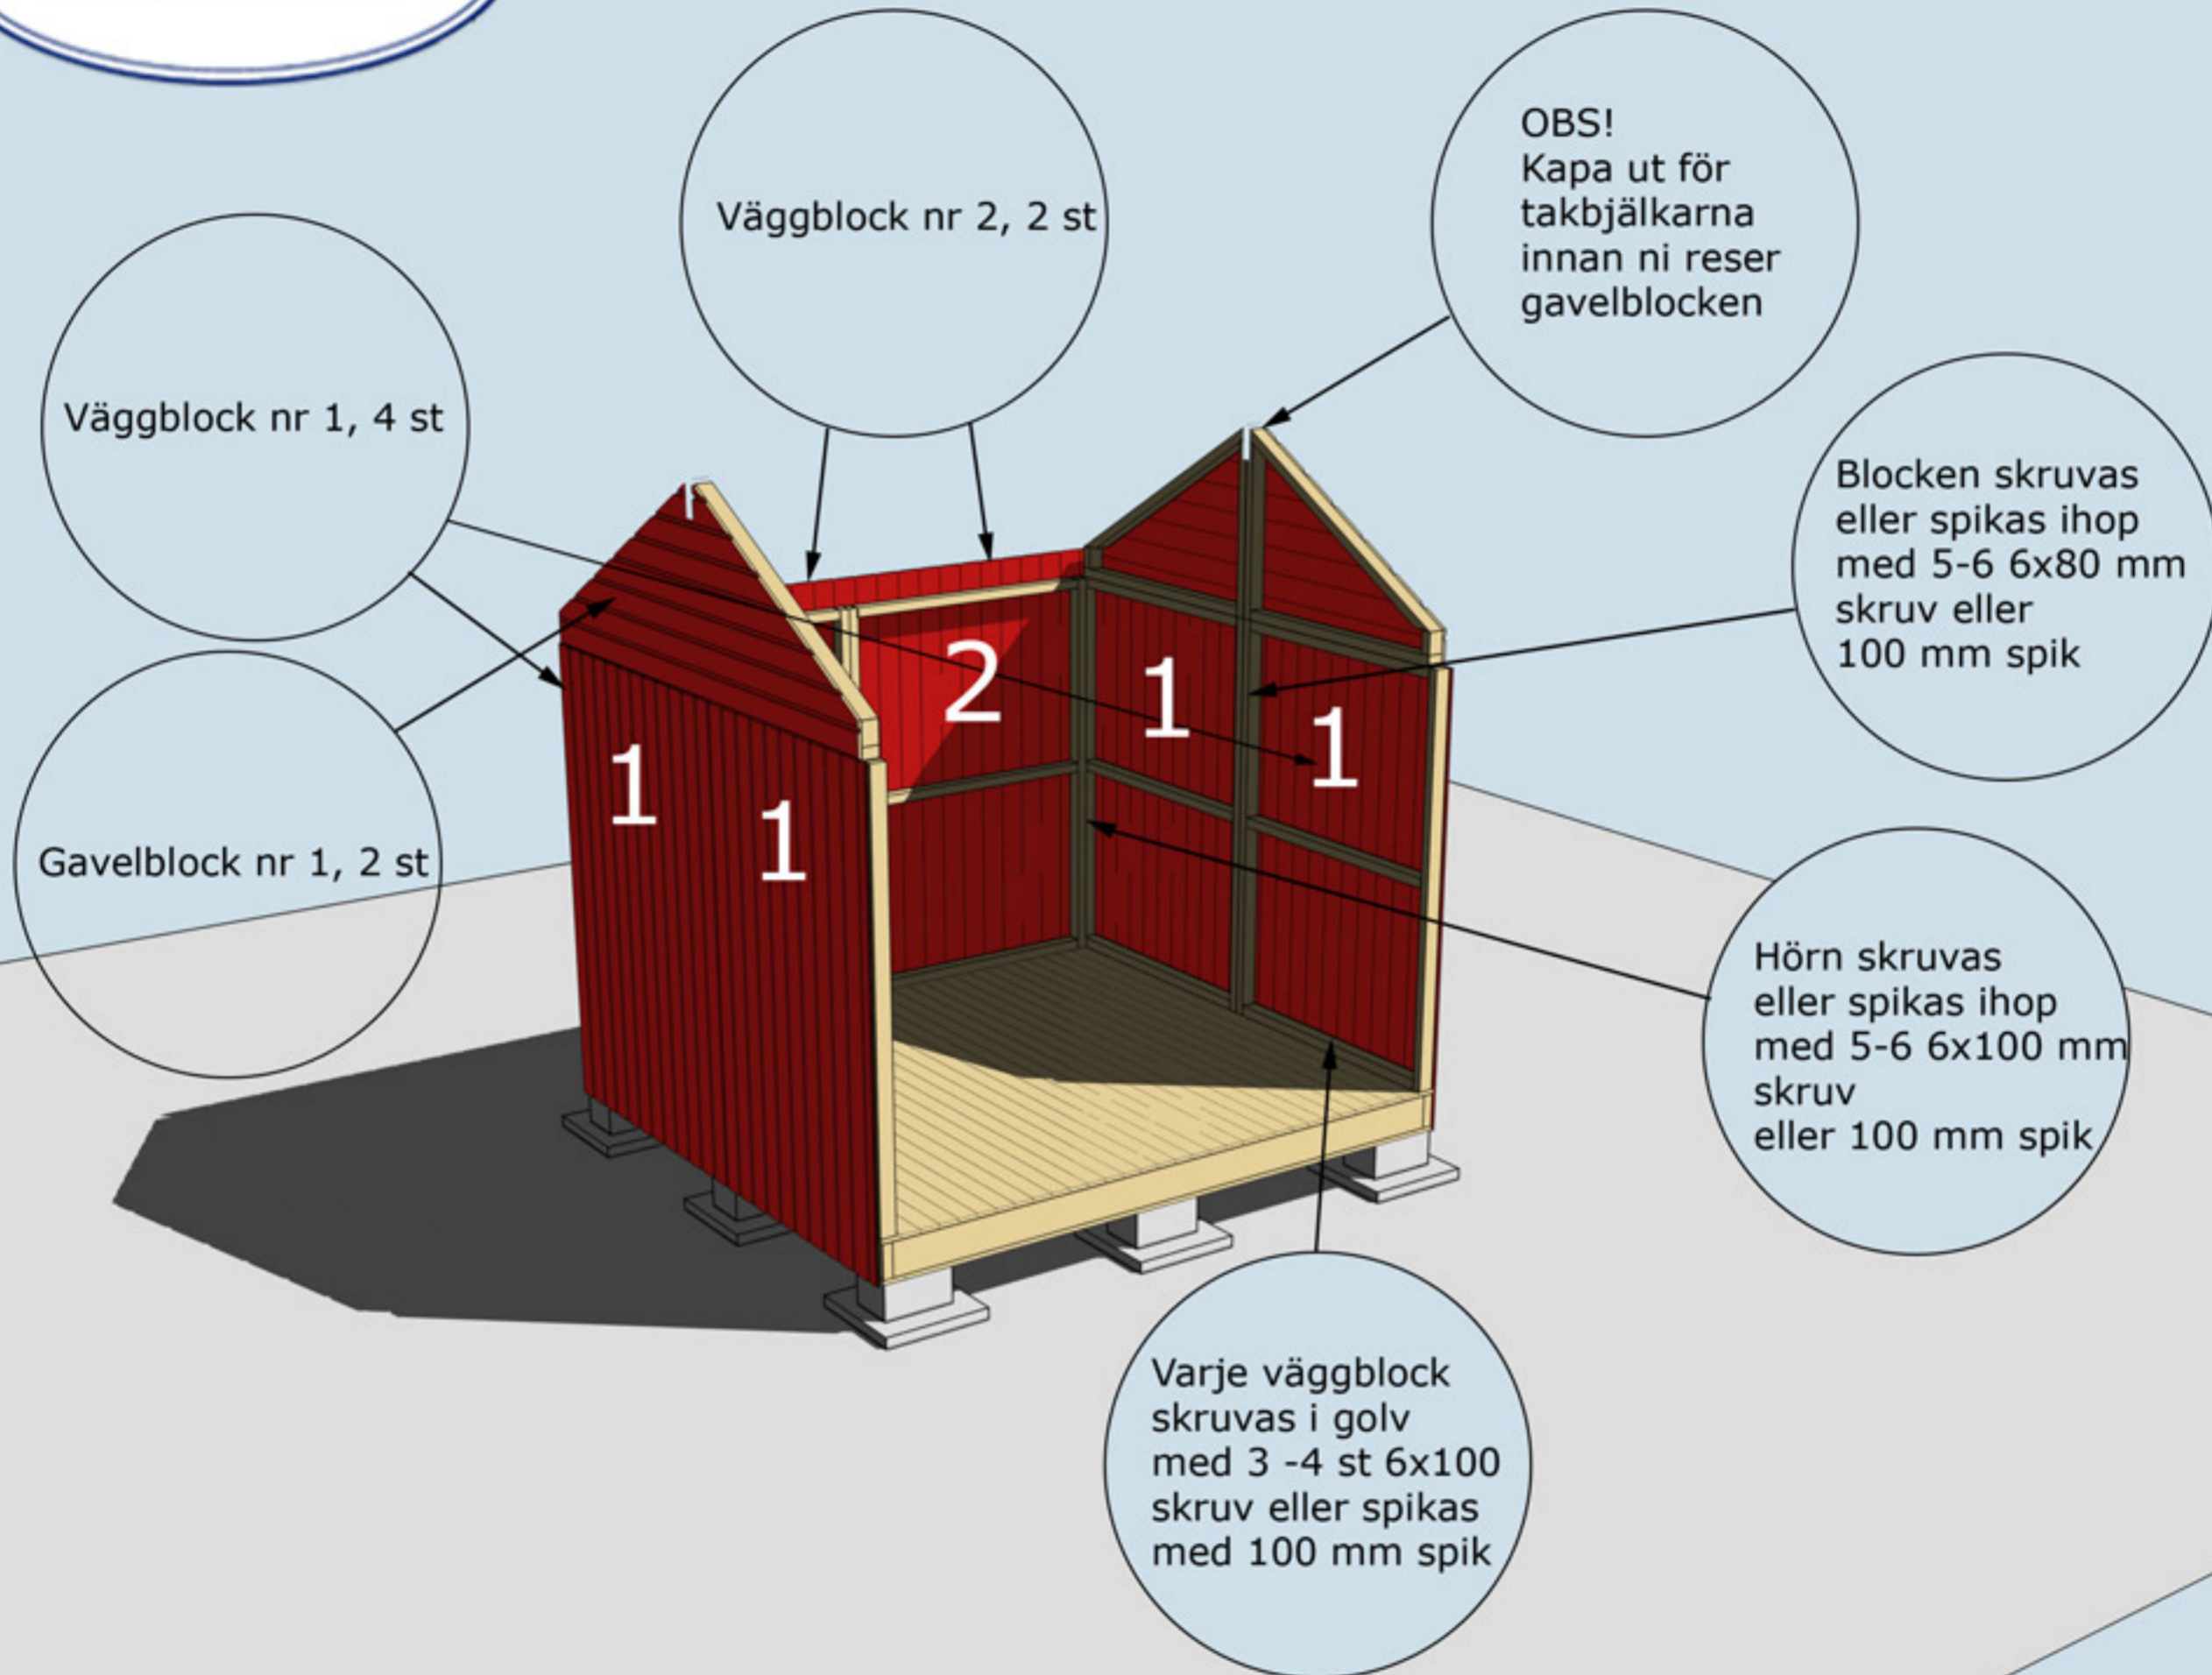 Väggblock nr 2, 2 st
OBS!
Kapa ut för
takbjälkarna
innan ni reser
gavelblocken
Väggblock nr 1, 4 st
Blocken skruvas
eller spikas ihop
med 5-6 6x80 mm
skruv eller
100 mm spik
2
1
1
1
1
Gavelblock nr 1, 2 st
Hörn skruvas
eller spikas ihop
med 5-6 6x100 mm
skruv
eller 100 mm spik
Varje väggblock
skruvas i golv
med 3 -4 st 6x100
skruv eller spikas
med 100 mm spik